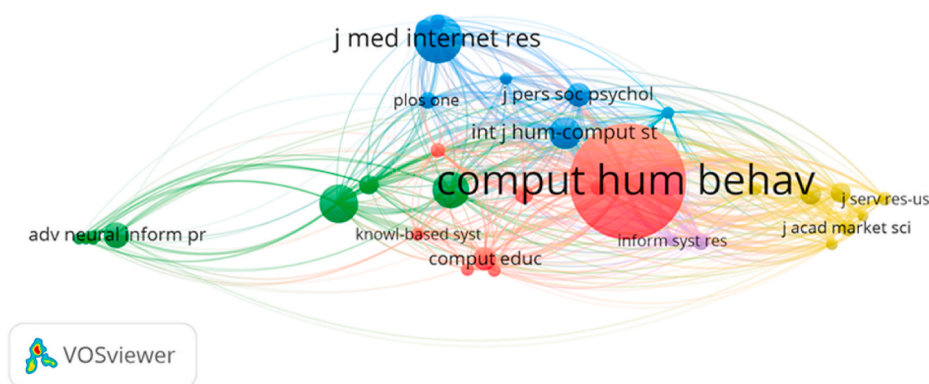 j med internet res
plos one
j pers soc psychol
int j hum-comput st
comput hum behav
j serv res-us
adv neural inform pr
knowl-based syst
inform syst res
j acad market sci
comput educ
VOSviewer